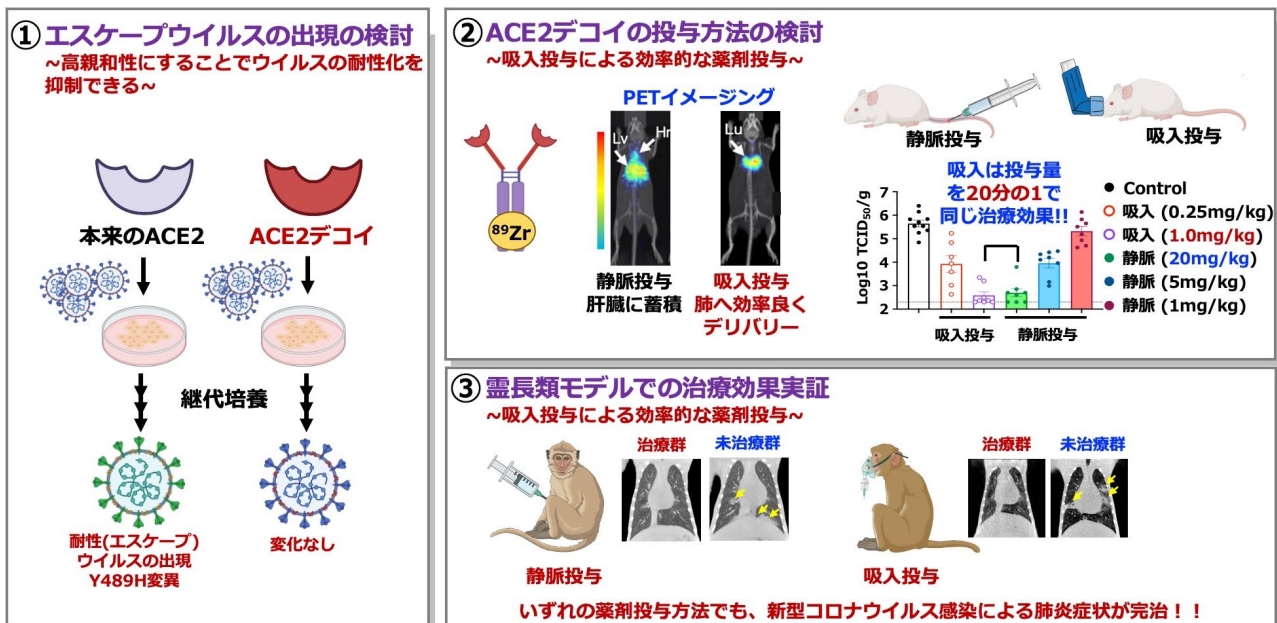 ① エスケープウイルスの出現の検討
~高親和性にすることでウイルスの耐性化を
抑制できる~
本来のACE2
ACE2デコイ
継代培養
耐性(エスケープ)
ウイルスの出現
Y489H変異
変化なし
② ACE2デコイの投与方法の検討
~吸入投与による効率的な薬剤投与~
PETイメージング
Lv
Hr
Lu
89Zr
静脈投与
肝臓に蓄積
吸入投与
肺へ効率良く
デリバリー
静脈投与
吸入投与
吸入は投与量
を20分の1で
同じ治療効果!!
Log10 TCID50/g
7
6
5
4
3
2
吸入投与
静脈投与
Control
吸入 (0.25mg/kg)
吸入 (1.0mg/kg)
静脈 (20mg/kg)
静脈 (5mg/kg)
静脈 (1mg/kg)
③ 霊長類モデルでの治療効果実証
~吸入投与による効率的な薬剤投与~
治療群
未治療群
静脈投与
治療群
未治療群
吸入投与
いずれの薬剤投与方法でも、新型コロナウイルス感染による肺炎症状が完治！！